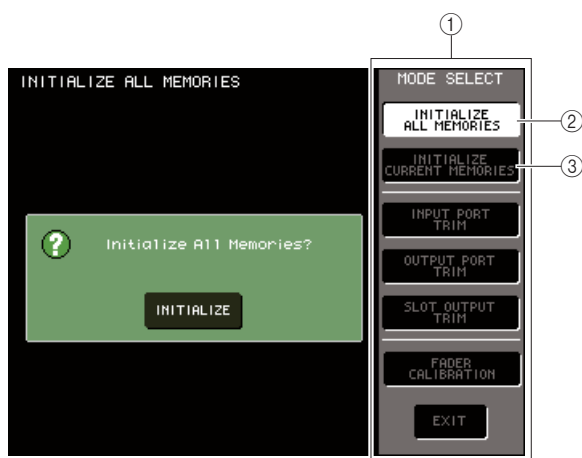 ①
INITIALIZE ALL MEMORIES
MODE SELECT
INITIALIZE
ALL MEMORIES
②
INITIALIZE
CURRENT MEMORIES
③
INPUT PORT
TRIM
? Initialize All Memories?
OUTPUT PORT
TRIM
INITIALIZE
SLOT OUTPUT
TRIM
FADER
CALIBRATION
EXIT